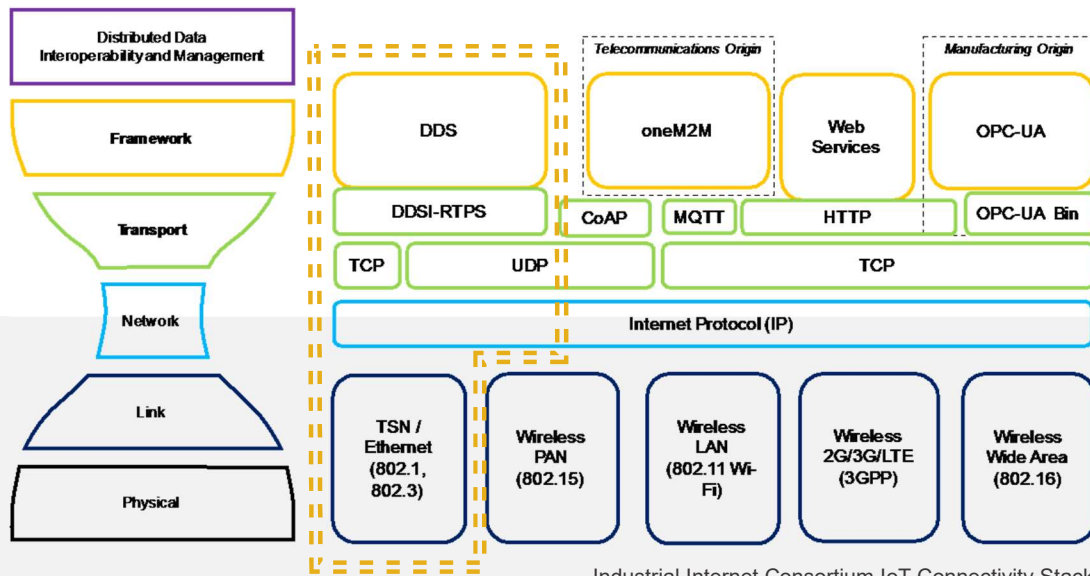 Distributed Data
Interoperability and Management
Framework
Transport
Network
Link
Physical
Telecommunications Origin
Manufacturing Origin
DDS
oneM2M
Web
Services
OPC-UA
DDSI-RTPS
CoAP
MQTT
HTTP
OPC-UA Bin
TCP
UDP
TCP
Internet Protocol (IP)
TSN /
Ethernet
(802.1,
802.3)
Wireless
PAN
(802.15)
Wireless
LAN
(802.11 Wi-
Fi)
Wireless
2G/3G/LTE
(3GPP)
Wireless
Wide Area
(802.16)
Industrial Internet Consortium IoT Connectivity Stack